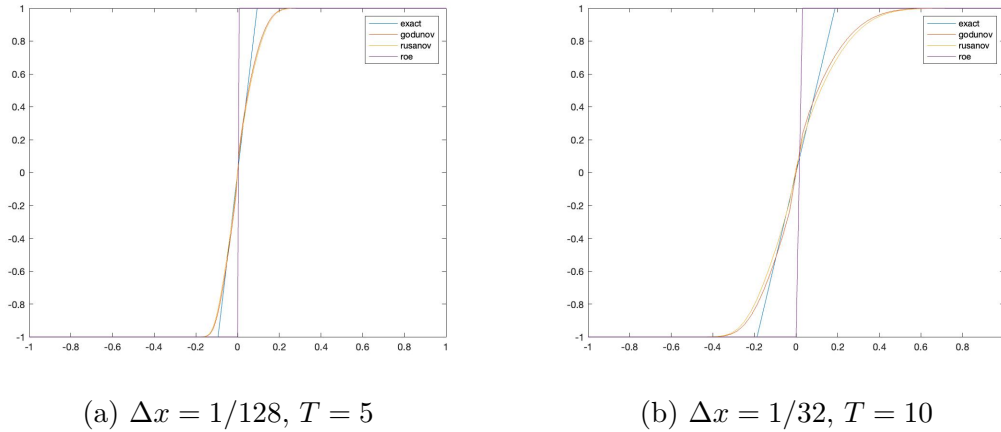 1
0.8
0.6
0.4
0.2
0
-0.2
-0.4
-0.6
-0.8
-1
-1 -0.8 -0.6 -0.4 -0.2 0 0.2 0.4 0.6 0.8 1
exact
godunov
rusanov
roe
(a) Δx = 1/128, T = 5
1
0.8
0.6
0.4
0.2
0
-0.2
-0.4
-0.6
-0.8
-1
-1 -0.8 -0.6 -0.4 -0.2 0 0.2 0.4 0.6 0.8
exact
godunov
rusanov
roe
(b) Δx = 1/32, T = 10